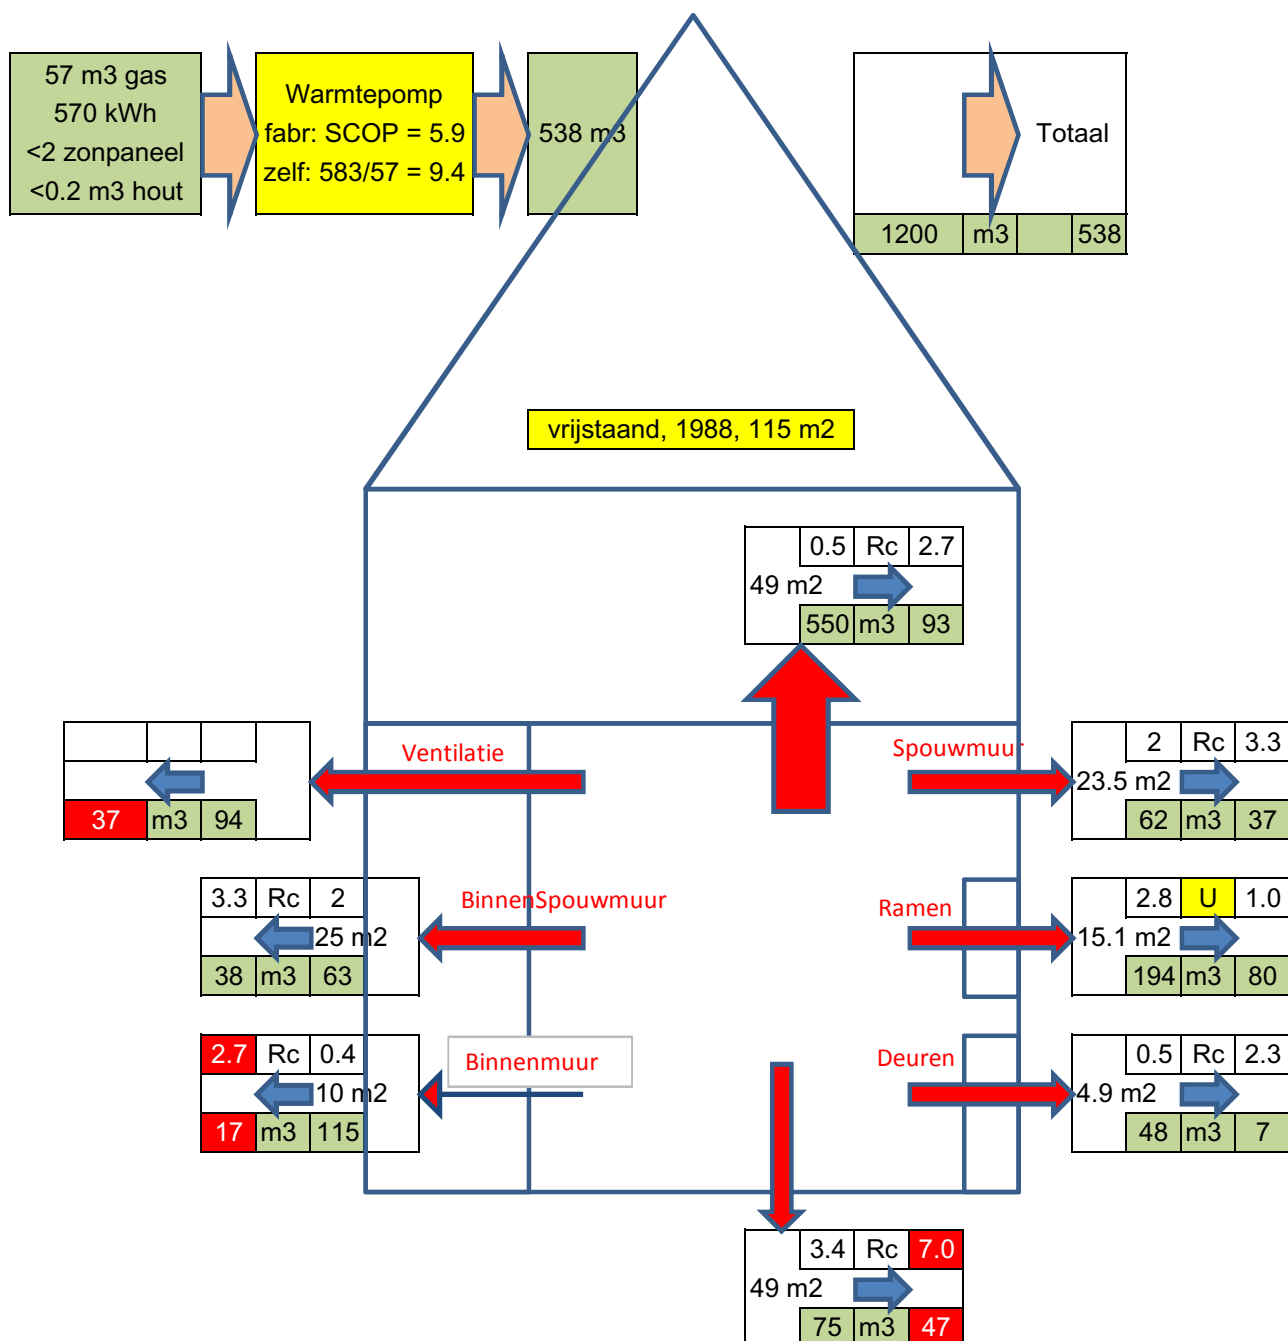 57 m3 gas
570 kWh
<2 zonpaneel
<0.2 m3 hout
Warmtepomp
fabr: SCOP = 5.9
zelf: 583/57 = 9.4
538 m3
Totaal
1200 m3 538
vrijstaand, 1988, 115 m2
0.5 Rc 2.7
49 m2
550 m3 93
Ventilatie
37 m3 94
Spouwmuur
2 Rc 3.3
23.5 m2
62 m3 37
3.3 Rc 2
25 m2
38 m3 63
BinnenSpouwmuur
Ramen
2.8 U 1.0
15.1 m2
194 m3 80
2.7 Rc 0.4
10 m2
17 m3 115
Binnenmuur
Deuren
0.5 Rc 2.3
4.9 m2
48 m3 7
3.4 Rc 7.0
49 m2
75 m3 47